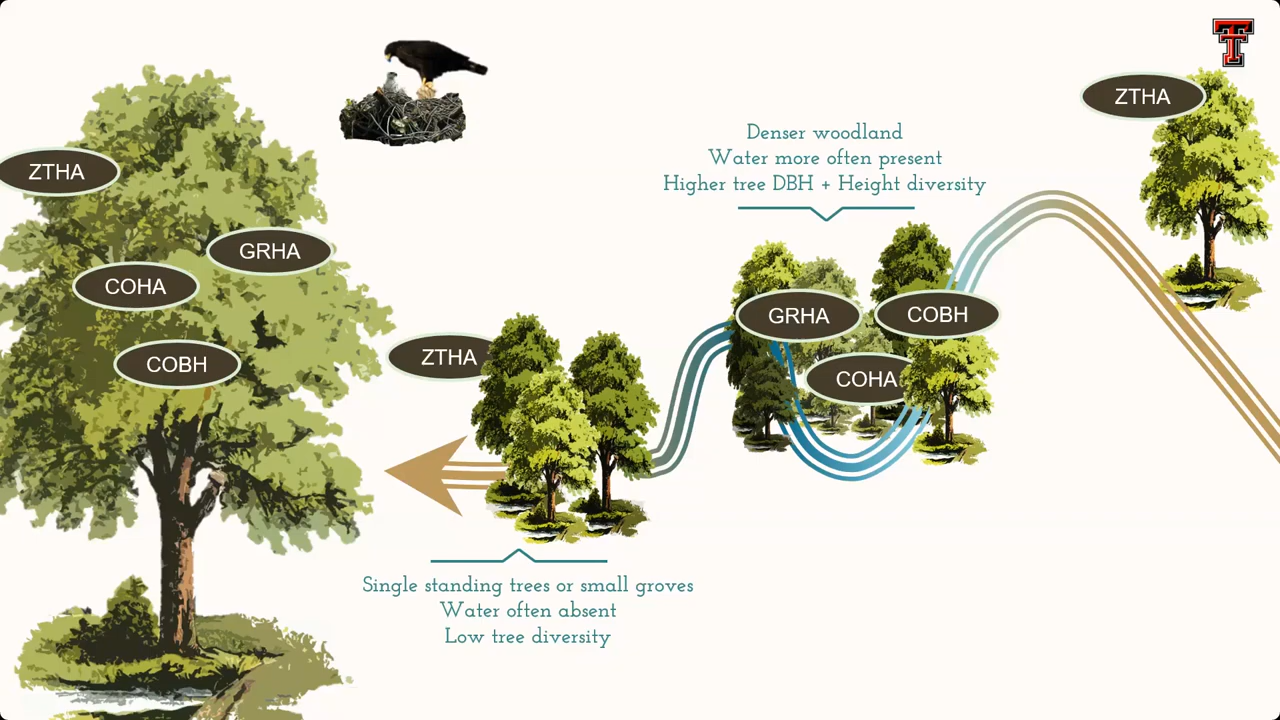 ZTHA
GRHA
COHA
COBH
ZTHA
Single standing trees or small groves
Water often absent
Low tree diversity
Denser woodland
Water more often present
Higher tree DBH + Height diversity
GRHA
COBH
COHA
ZTHA